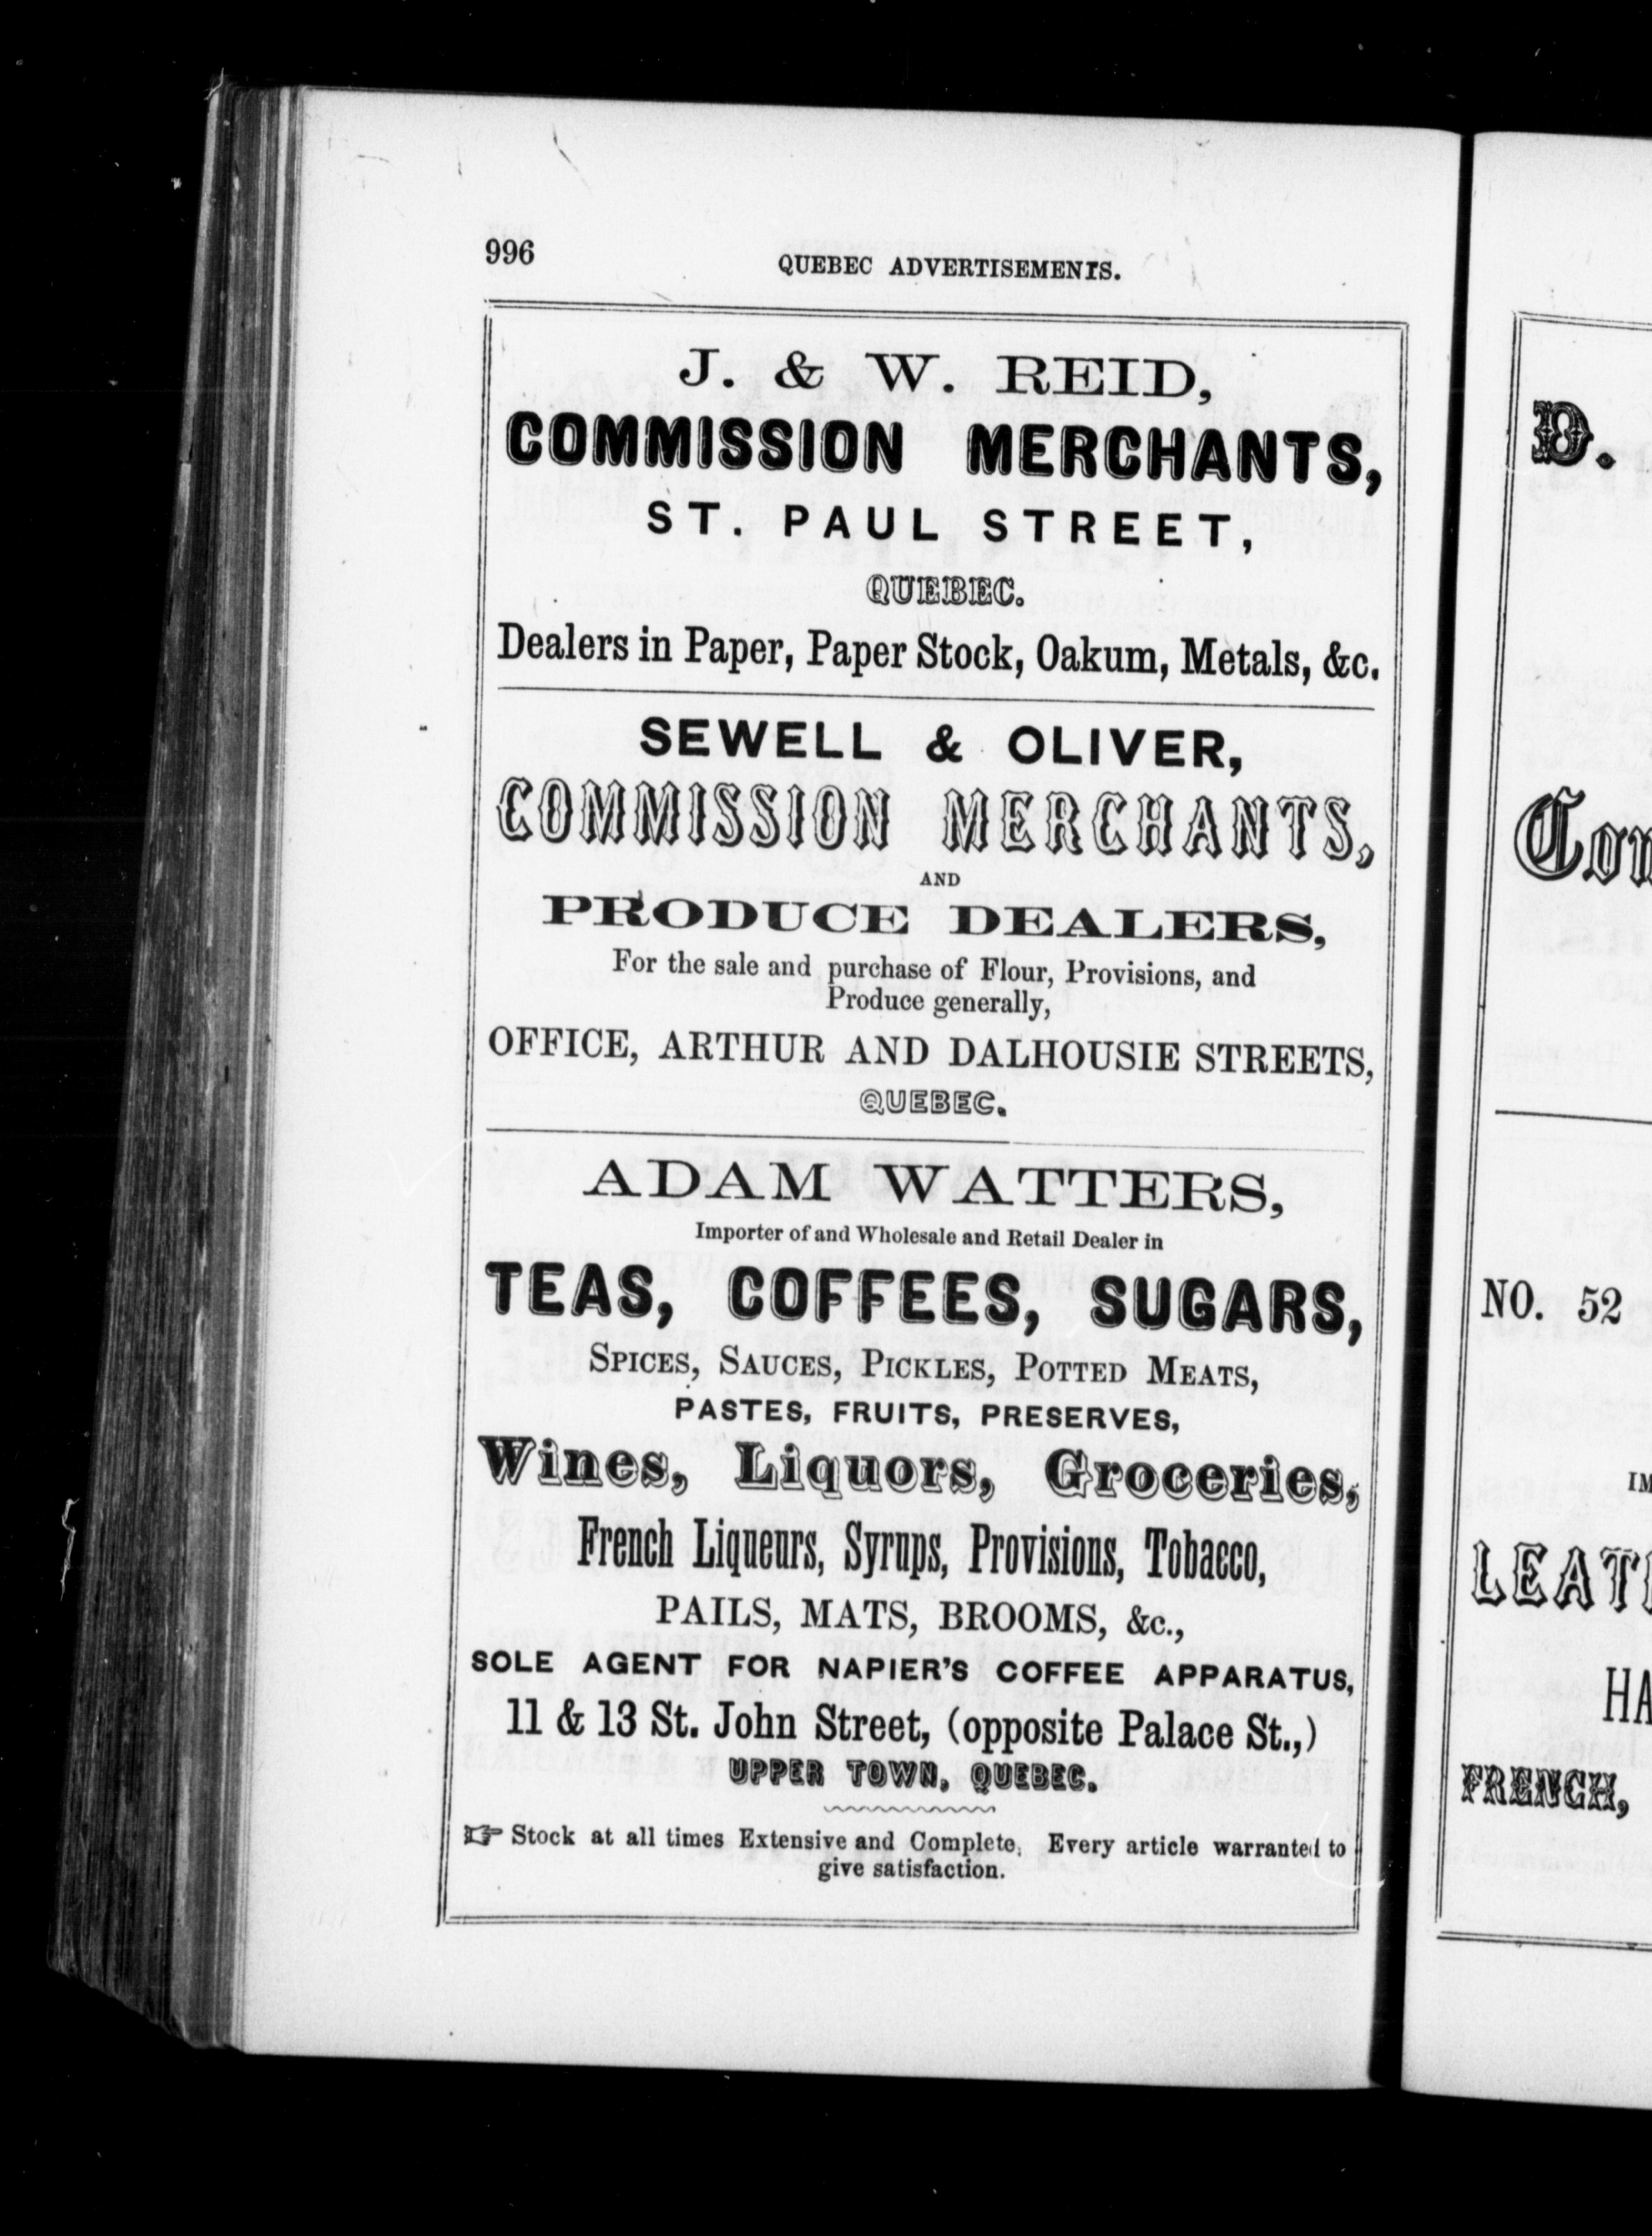 996
QUEBEC ADVERTISEMENTS.
J. & W. REID,
COMMISSION MERCHANTS,
ST. PAUL STREET,
QUEBEC.
Dealers in Paper, Paper Stock, Oakum, Metals, &c.
SEWELL & OLIVER,
COMMISSION MERCHANTS,
AND
PRODUCE DEALERS,
For the sale and purchase of Flour, Provisions, and
Produce generally,
OFFICE, ARTHUR AND DALHOUSIE STREETS,
QUEBEC.
ADAM WATTERS,
Importer of and Wholesale and Retail Dealer in
TEAS, COFFEES, SUGARS,
SPICES, SAUCES, PICKLES, POTTED MEATS,
PASTES, FRUITS, PRESERVES,
Wines, Liquors, Groceries,
French Liqueurs, Syrups, Provisions, Tobacco,
PAILS, MATS, BROOMS, &c.,
SOLE AGENT FOR NAPIER'S COFFEE APPARATUS,
11 & 13 St. John Street, (opposite Palace St.,)
UPPER TOWN, QUEBEC.
☞ Stock at all times Extensive and Complete. Every article warranted to
give satisfaction.
D.
NO. 52
FRENCH,